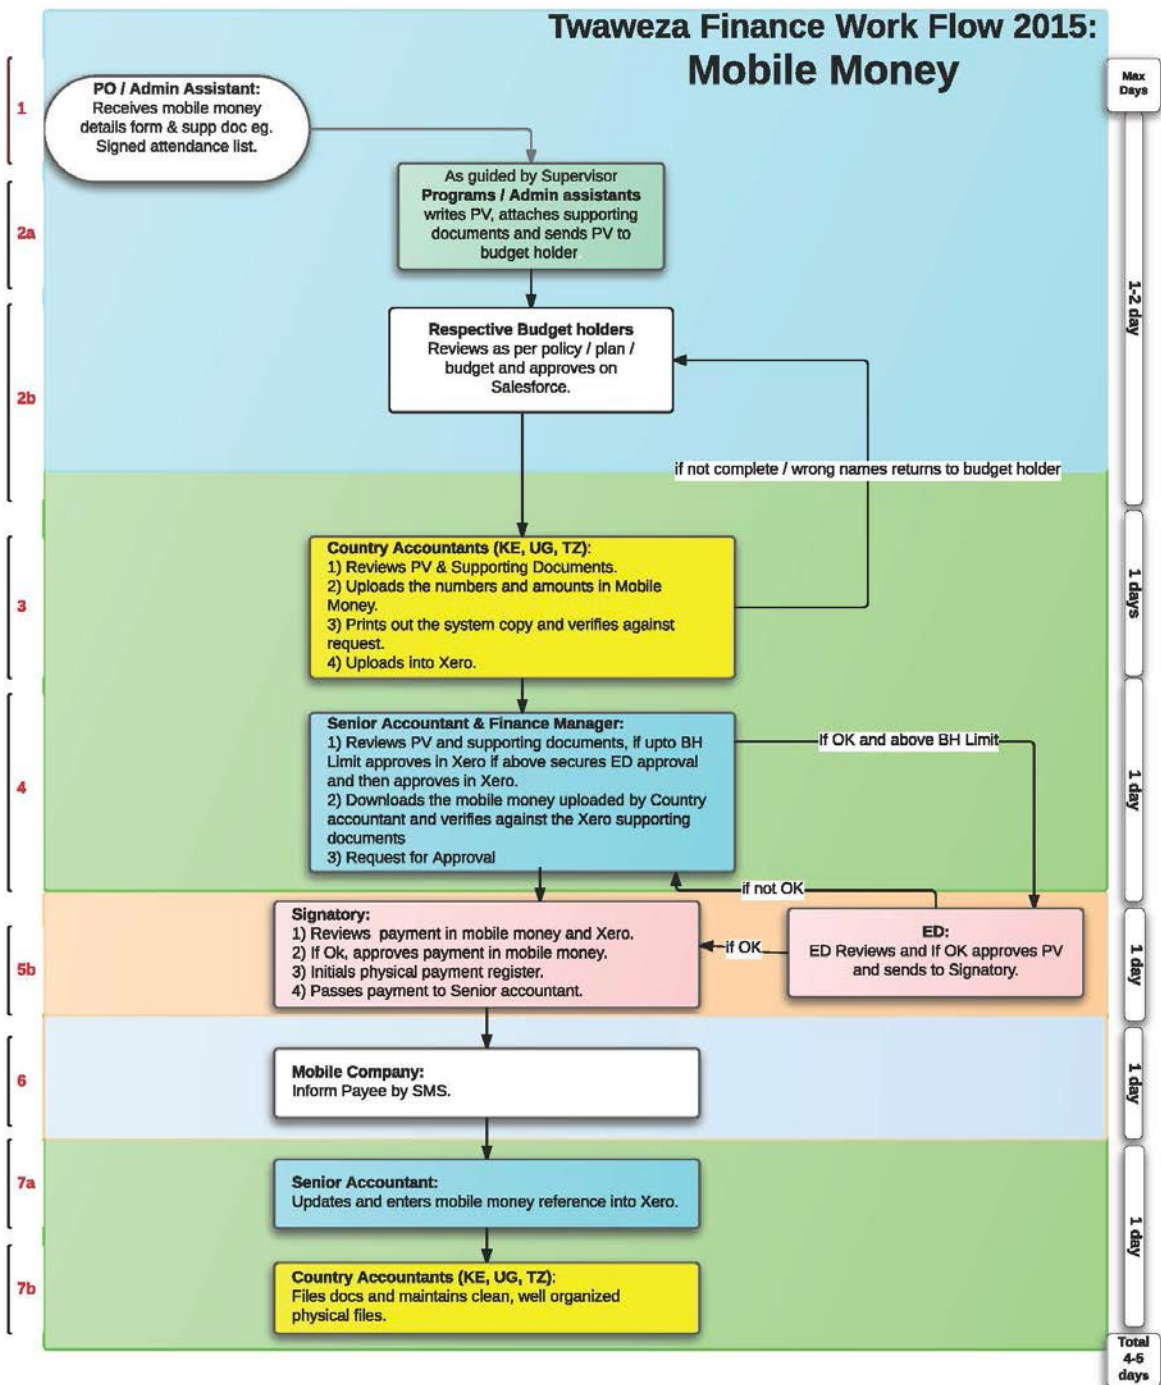 Twaweza Finance Work Flow 2015:
Mobile Money
Max
Days
1
PO / Admin Assistant:
Receives mobile money
details form & supp doc eg.
Signed attendance list.
2a
As guided by Supervisor
Programs / Admin assistants
writes PV, attaches supporting
documents and sends PV to
budget holder.
1-2 day
2b
Respective Budget holders
Reviews as per policy / plan /
budget and approves on
Salesforce.
if not complete / wrong names returns to budget holder
3
Country Accountants (KE, UG, TZ):
1) Reviews PV & Supporting Documents.
2) Uploads the numbers and amounts in Mobile
Money.
3) Prints out the system copy and verifies against
request.
4) Uploads into Xero.
1 days
4
Senior Accountant & Finance Manager:
1) Reviews PV and supporting documents, if upto BH
Limit approves in Xero if above secures ED approval
and then approves in Xero.
2) Downloads the mobile money uploaded by Country
accountant and verifies against the Xero supporting
documents
3) Request for Approval
If OK and above BH Limit
1 day
if not OK
5b
Signatory:
1) Reviews payment in mobile money and Xero.
2) If Ok, approves payment in mobile money.
3) Initials physical payment register.
4) Passes payment to Senior accountant.
if OK
ED:
ED Reviews and If OK approves PV
and sends to Signatory.
1 day
6
Mobile Company:
Inform Payee by SMS.
1 day
7a
Senior Accountant:
Updates and enters mobile money reference into Xero.
1 day
7b
Country Accountants (KE, UG, TZ):
Files docs and maintains clean, well organized
physical files.
Total
4-5
days